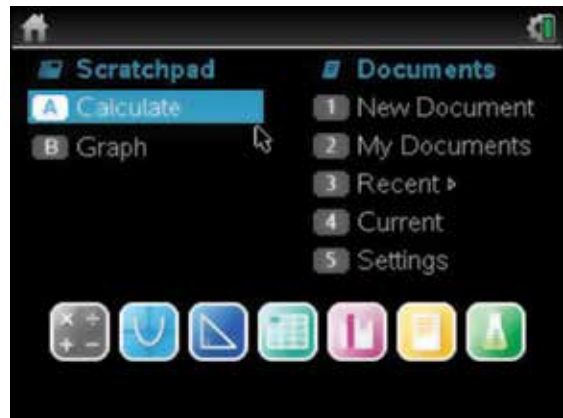 Scratchpad
A Calculate
B Graph
Documents
1 New Document
2 My Documents
3 Recent ▹
4 Current
5 Settings